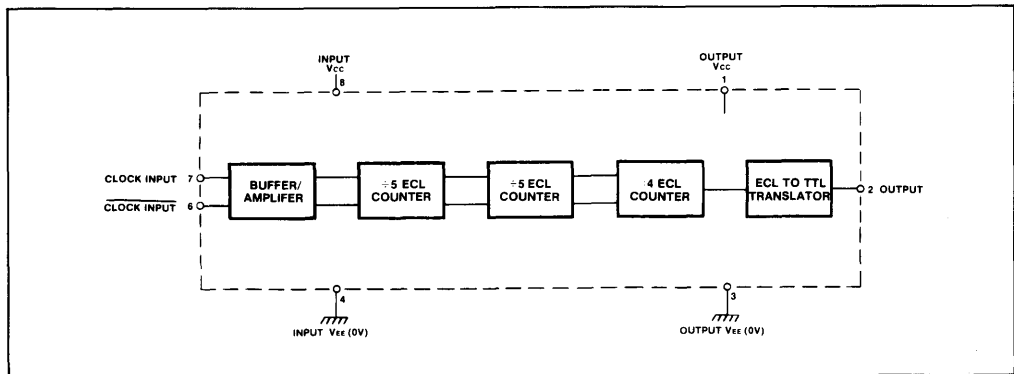 INPUT
VCC
8
OUTPUT
VCC
1
CLOCK INPUT 7
CLOCK INPUT 6
BUFFER/
AMPLIFER
÷5 ECL
COUNTER
÷5 ECL
COUNTER
÷4 ECL
COUNTER
ECL TO TTL
TRANSLATOR
2 OUTPUT
4
INPUT VEE (0V)
3
OUTPUT VEE (0V)